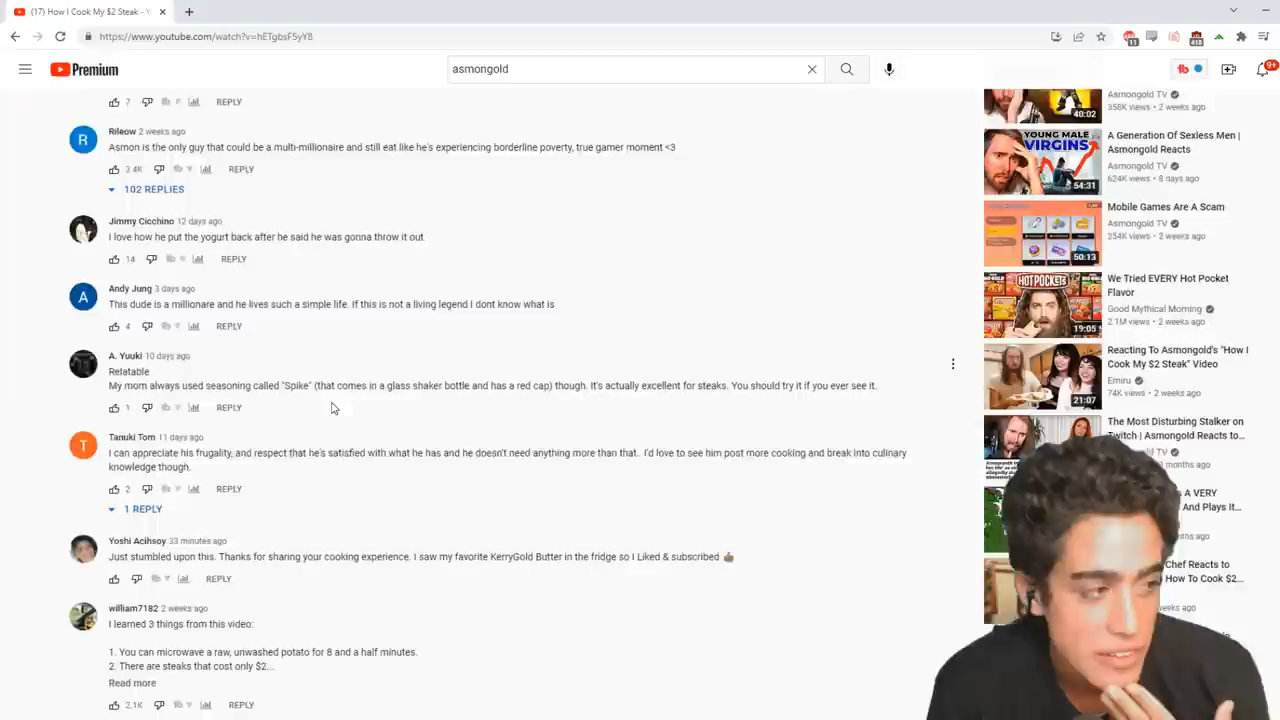 (17) How I Cook My $2 Steak - Y
https://www.youtube.com/watch?v=hETgbsF5yY8
13
418
Premium
asmongold
9+
7
REPLY
Rileow 2 weeks ago
Asmon is the only guy that could be a multi-millionaire and still eat like he's experiencing borderline poverty, true gamer moment <3
3.4K
REPLY
102 REPLIES
Jimmy Cicchino 12 days ago
I love how he put the yogurt back after he said he was gonna throw it out.
14
REPLY
Andy Jung 3 days ago
This dude is a millionare and he lives such a simple life. If this is not a living legend I dont know what is
4
REPLY
A. Yuuki 10 days ago
Relatable
My mom always used seasoning called "Spike" (that comes in a glass shaker bottle and has a red cap) though. It's actually excellent for steaks. You should try it if you ever see it.
1
REPLY
Tanuki Tom 11 days ago
I can appreciate his frugality, and respect that he's satisfied with what he has and he doesn't need anything more than that.. I'd love to see him post more cooking and break into culinary
knowledge though.
2
REPLY
1 REPLY
Yoshi Acihsoy 33 minutes ago
Just stumbled upon this. Thanks for sharing your cooking experience. I saw my favorite KerryGold Butter in the fridge so I Liked & subscribed
REPLY
william7182 2 weeks ago
I learned 3 things from this video:
1. You can microwave a raw, unwashed potato for 8 and a half minutes.
2. There are steaks that cost only $2...
Read more
2.1K
REPLY
40:02
Asmongold TV
358K views • 2 weeks ago
YOUNG MALE
VIRGINS
54:31
A Generation Of Sexless Men |
Asmongold Reacts
Asmongold TV
624K views • 8 days ago
50:13
Mobile Games Are A Scam
Asmongold TV
254K views • 3 weeks ago
HOT POCKETS
19:05
We Tried EVERY Hot Pocket
Flavor
Good Mythical Morning
2.1M views • 2 weeks ago
21:07
Reacting To Asmongold's "How I
Cook My $2 Steak" Video
Emiru
74K views • 2 weeks ago
The Most Disturbing Stalker on
Twitch | Asmongold Reacts to...
TV
months ago
A VERY
And Plays It...
ths ago
Chef Reacts to
How To Cook $2...
weeks ago